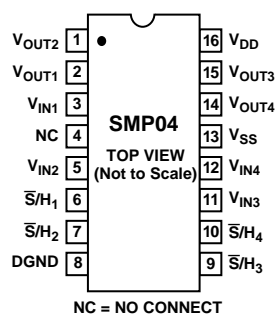 VOUT2 1 16 VDD
VOUT1 2 15 VOUT3
VIN1 3 14 VOUT4
NC 4 SMP04 13 VSS
TOP VIEW
VIN2 5 (Not to Scale) 12 VIN4
S̅/H1 6 11 VIN3
S̅/H2 7 10 S̅/H4
DGND 8 9 S̅/H3
NC = NO CONNECT